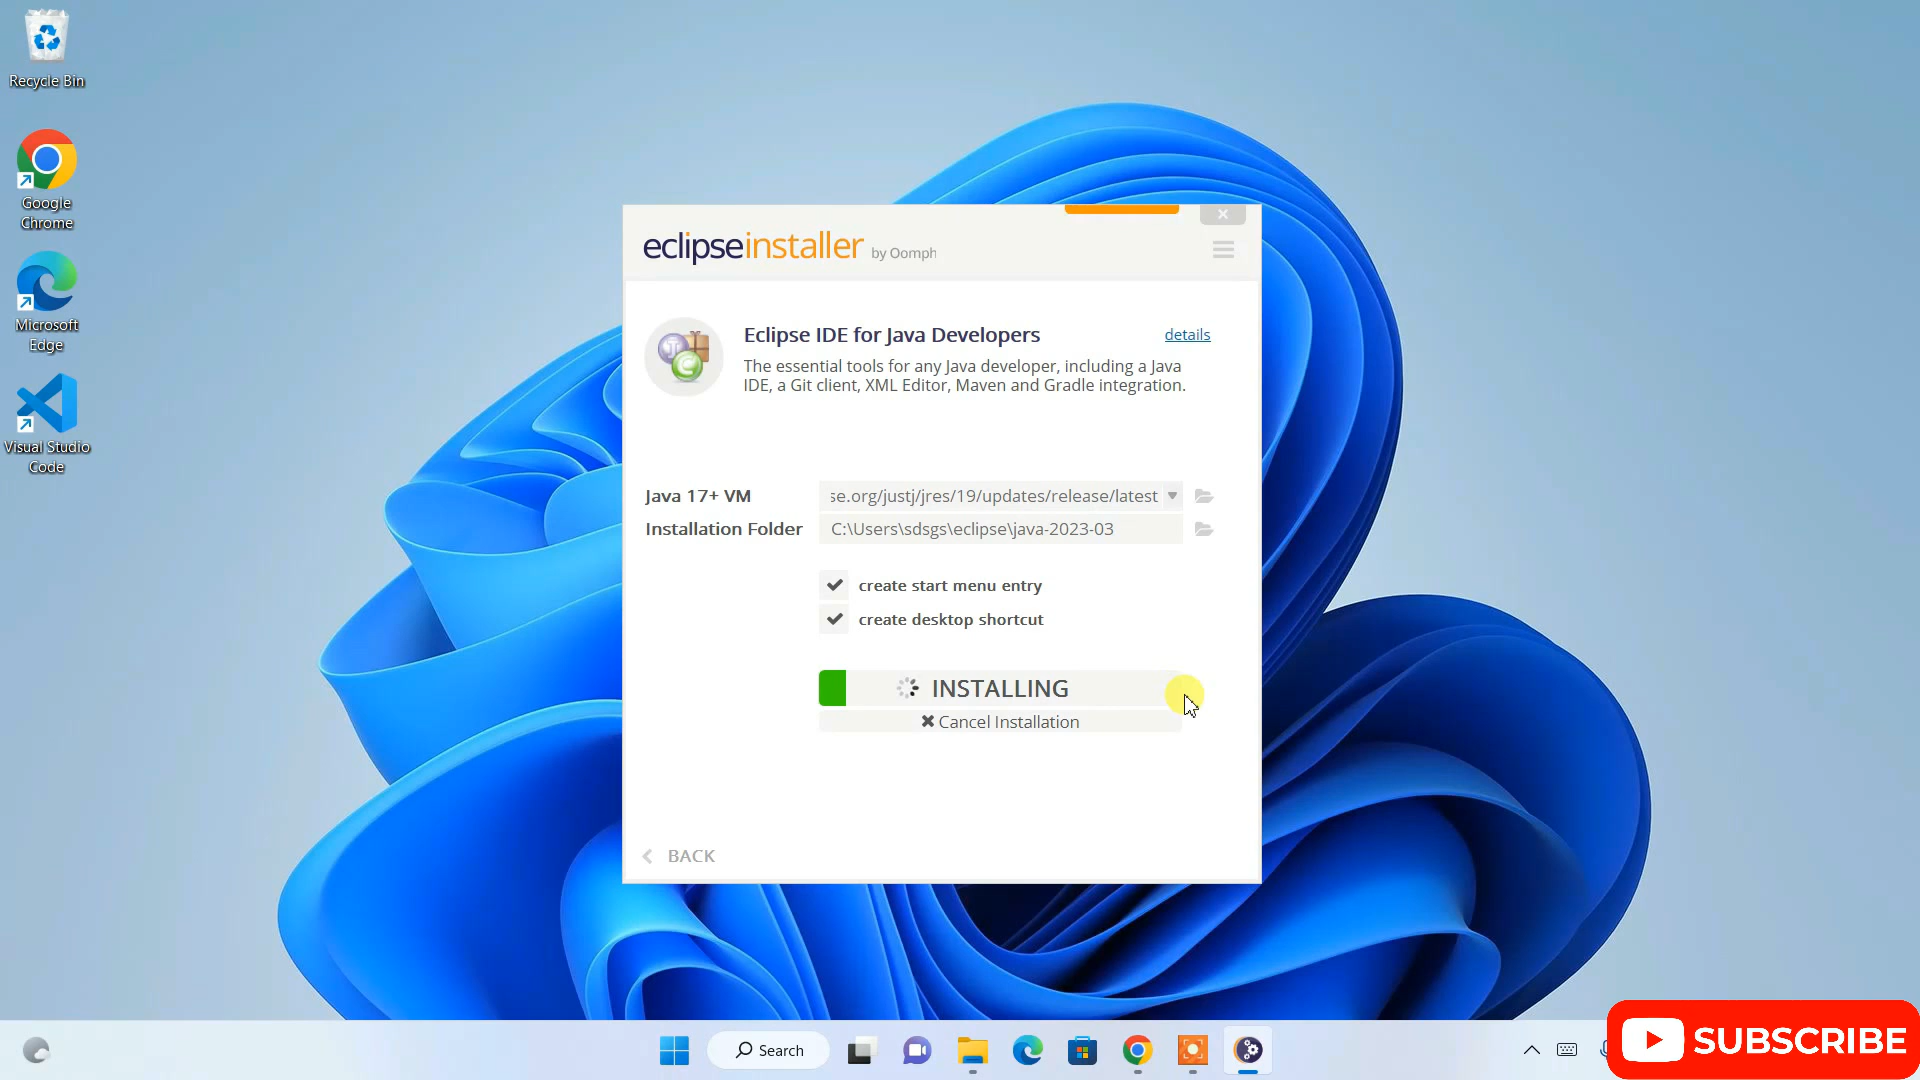 Recycle Bin
Google
Chrome
Microsoft
Edge
Visual Studio
Code
eclipseinstaller by Oomph
Eclipse IDE for Java Developers
details
The essential tools for any Java developer, including a Java
IDE, a Git client, XML Editor, Maven and Gradle integration.
Java 17+ VM
se.org/justj/jres/19/updates/release/latest
Installation Folder
C:\Users\sdsgs\eclipse\java-2023-03
create start menu entry
create desktop shortcut
INSTALLING
Cancel Installation
BACK
Search
SUBSCRIBE